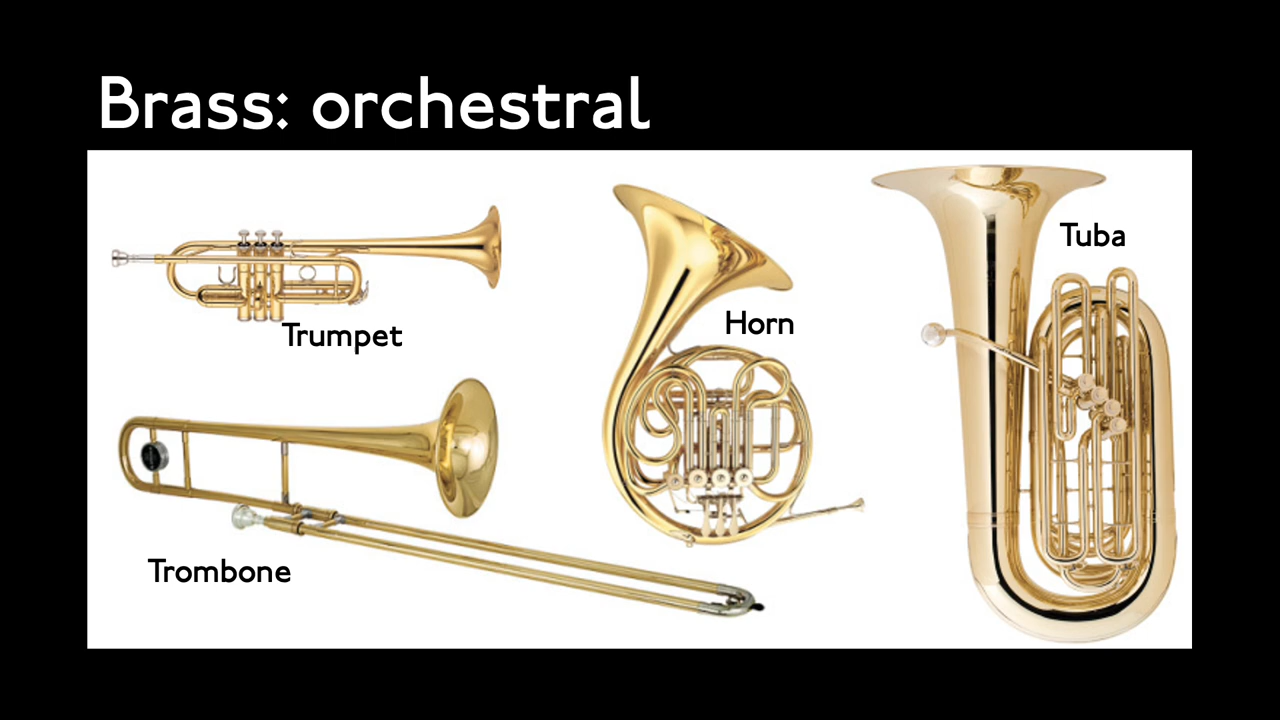 Brass: orchestral
Trumpet
Horn
Tuba
Trombone